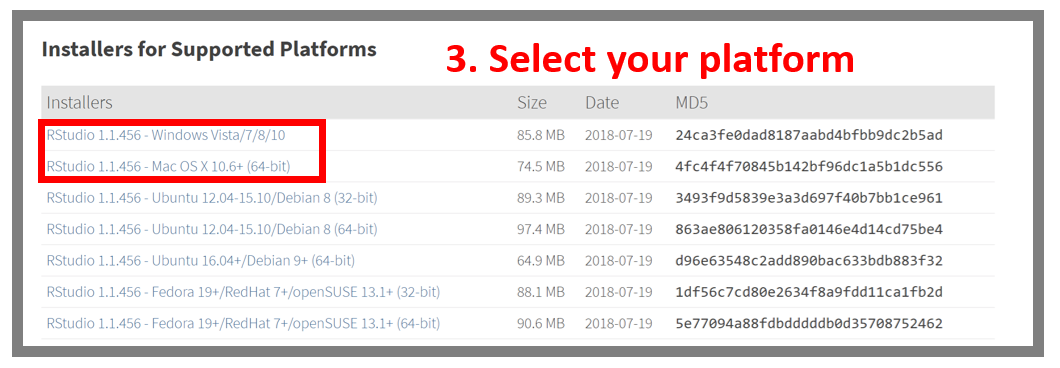 Installers for Supported Platforms
3. Select your platform
Installers Size Date MD5
RStudio 1.1.456 - Windows Vista/7/8/10 85.8 MB 2018-07-19 24ca3fe0dad8187aabd4bfbb9dc2b5ad
RStudio 1.1.456 - Mac OS X 10.6+ (64-bit) 74.5 MB 2018-07-19 4fc4f4f70845b142bf96dc1a5b1dc556
RStudio 1.1.456 - Ubuntu 12.04-15.10/Debian 8 (32-bit) 89.3 MB 2018-07-19 3493f9d5839e3a3d697f40b7bb1ce961
RStudio 1.1.456 - Ubuntu 12.04-15.10/Debian 8 (64-bit) 97.4 MB 2018-07-19 863ae806120358fa0146e4d14cd75be4
RStudio 1.1.456 - Ubuntu 16.04+/Debian 9+ (64-bit) 64.9 MB 2018-07-19 d96e63548c2add890bac633bdb883f32
RStudio 1.1.456 - Fedora 19+/RedHat 7+/openSUSE 13.1+ (32-bit) 88.1 MB 2018-07-19 1df56c7cd80e2634f8a9fdd11ca1fb2d
RStudio 1.1.456 - Fedora 19+/RedHat 7+/openSUSE 13.1+ (64-bit) 90.6 MB 2018-07-19 5e77094a88fdbdddddb0d35708752462